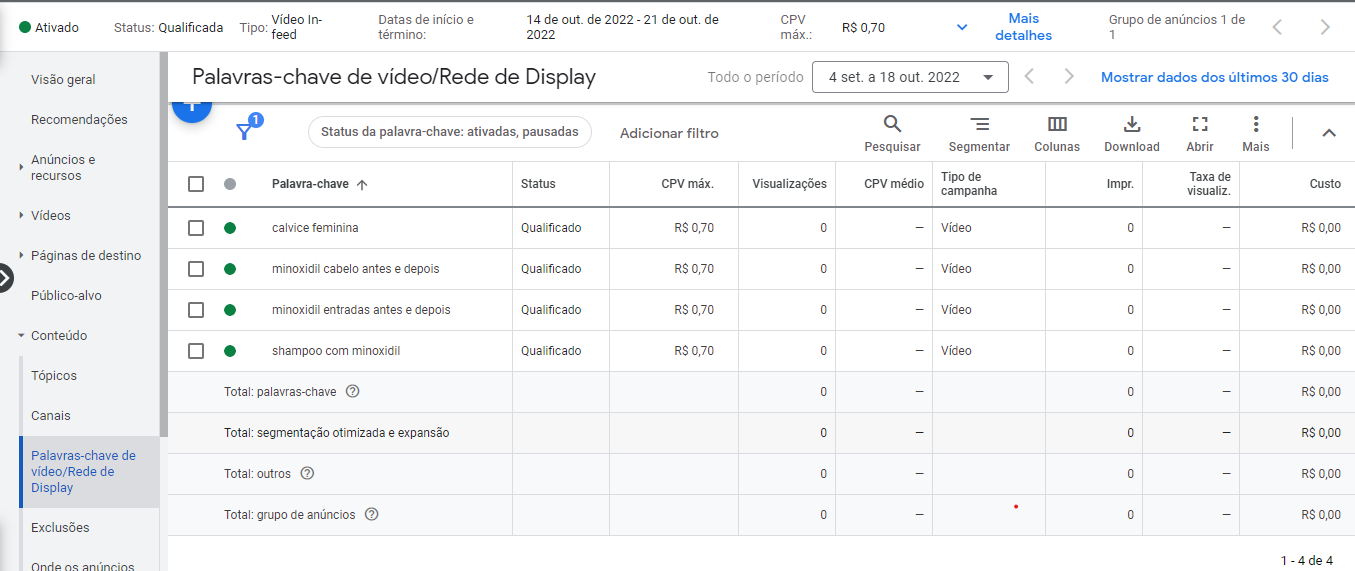 Ativado Status: Qualificada Tipo: Vídeo In-feed Datas de início e término: 14 de out. de 2022 - 21 de out. de 2022 CPV máx.: R$ 0,70 Mais detalhes Grupo de anúncios 1 de 1
Visão geral
Recomendações
Anúncios e recursos
Vídeos
Páginas de destino
Público-alvo
Conteúdo
Tópicos
Canais
Palavras-chave de vídeo/Rede de Display
Exclusões
Onde os anúncios
Palavras-chave de vídeo/Rede de Display Todo o período 4 set. a 18 out. 2022 Mostrar dados dos últimos 30 dias
1 Status da palavra-chave: ativadas, pausadas Adicionar filtro Pesquisar Segmentar Colunas Download Abrir Mais
Palavra-chave Status CPV máx. Visualizações CPV médio Tipo de campanha Impr. Taxa de visualiz. Custo
calvice feminina Qualificado R$ 0,70 0 — Vídeo 0 — R$ 0,00
minoxidil cabelo antes e depois Qualificado R$ 0,70 0 — Vídeo 0 — R$ 0,00
minoxidil entradas antes e depois Qualificado R$ 0,70 0 — Vídeo 0 — R$ 0,00
shampoo com minoxidil Qualificado R$ 0,70 0 — Vídeo 0 — R$ 0,00
Total: palavras-chave 0 — 0 — R$ 0,00
Total: segmentação otimizada e expansão 0 — 0 — R$ 0,00
Total: outros 0 — 0 — R$ 0,00
Total: grupo de anúncios 0 — 0 — R$ 0,00
1 - 4 de 4